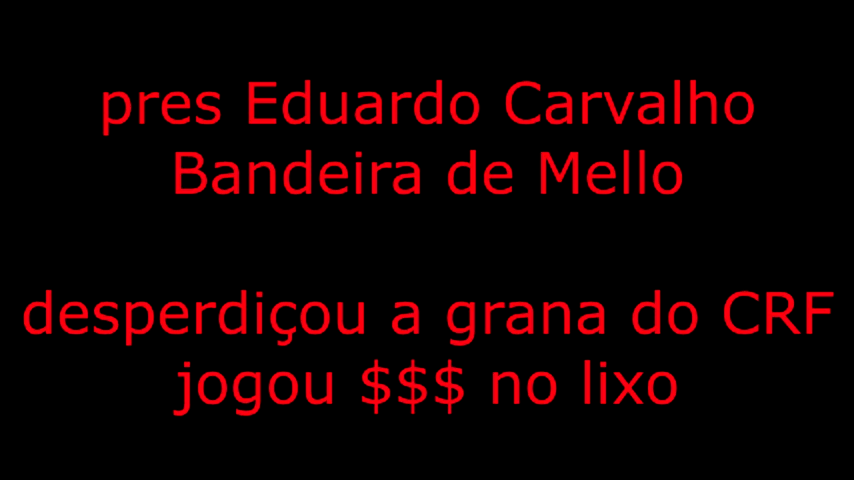 pres Eduardo Carvalho
Bandeira de Mello
desperdiçou a grana do CRF
jogou $$$ no lixo